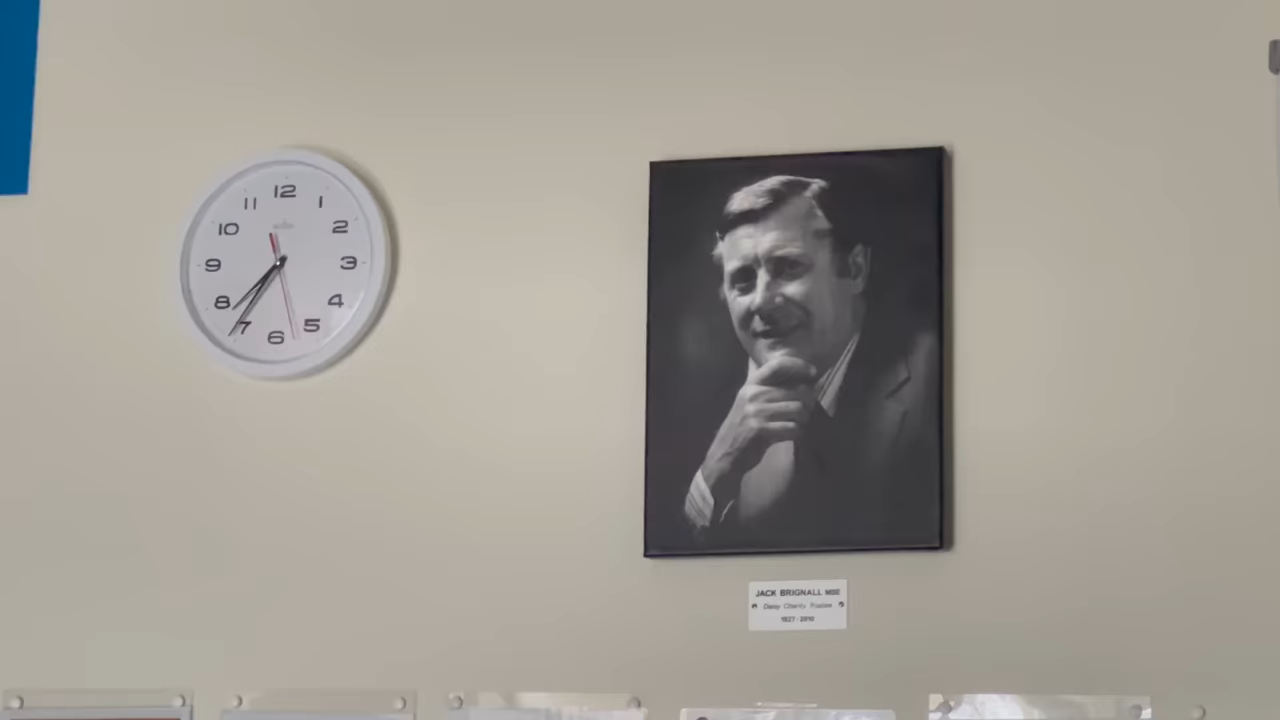 12
11 1
10 2
9 3
8 4
7 5
6
JACK BRIGNALL MBE
Daisy Charity Trustee
1927 - 2010